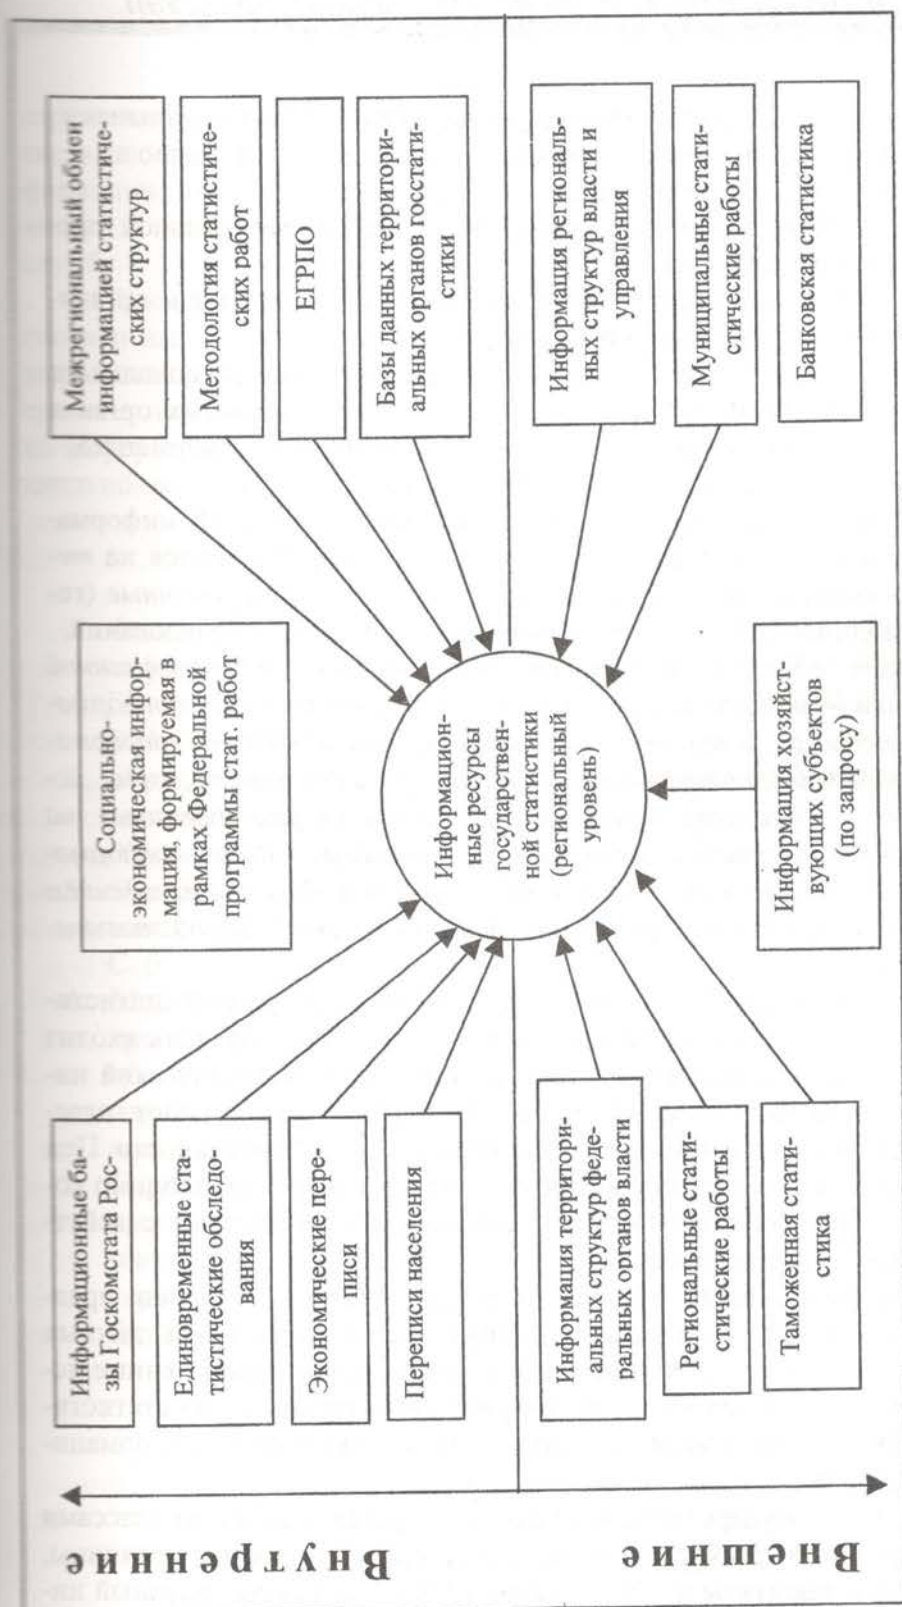 Внутренние
Внешние
Информационные ба-
зы Госкомстата Рос-
Единовременные ста-
тистические обследо-
вания
Экономические пере-
писи
Переписи населения
Социально-
экономическая инфор-
мация, формируемая в
рамках Федеральной
программы стат. работ
Межрегиональный обмен
информацией статистиче-
ских структур
Методология статистиче-
ских работ
ЕГРПО
Базы данных территори-
альных органов госстати-
стики
Информацион-
ные ресурсы
государствен-
ной статистики
(региональный
уровень)
Информация территори-
альных структур феде-
ральных органов власти
Региональные стати-
стические работы
Таможенная стати-
стика
Информация хозяйст-
вующих субъектов
(по запросу)
Информация региональ-
ных структур власти и
управления
Муниципальные стати-
стические работы
Банковская статистика